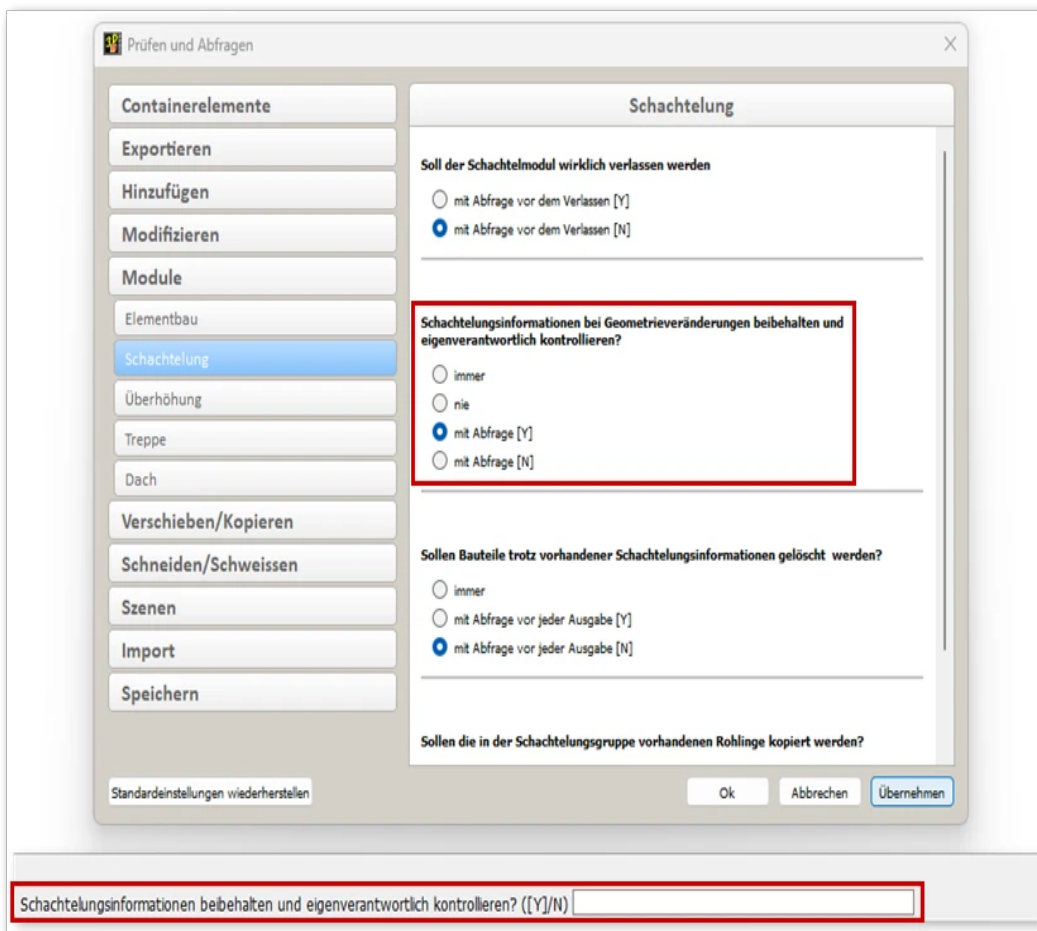 Prüfen und Abfragen
Containerelemente
Exportieren
Hinzufügen
Modifizieren
Module
Elementbau
Schachtelung
Überhöhung
Treppe
Dach
Verschieben/Kopieren
Schneiden/Schweissen
Szenen
Import
Speichern
Standardeinstellungen wiederherstellen
Schachtelung
Soll der Schachtelmodul wirklich verlassen werden
mit Abfrage vor dem Verlassen [Y]
mit Abfrage vor dem Verlassen [N]
Schachtelungsinformationen bei Geometrieveränderungen beibehalten und
eigenverantwortlich kontrollieren?
immer
nie
mit Abfrage [Y]
mit Abfrage [N]
Sollen Bauteile trotz vorhandener Schachtelungsinformationen gelöscht werden?
immer
mit Abfrage vor jeder Ausgabe [Y]
mit Abfrage vor jeder Ausgabe [N]
Sollen die in der Schachtelungsgruppe vorhandenen Rohlinge kopiert werden?
Ok
Abbrechen
Übernehmen
Schachtelungsinformationen beibehalten und eigenverantwortlich kontrollieren? ([Y]/N)